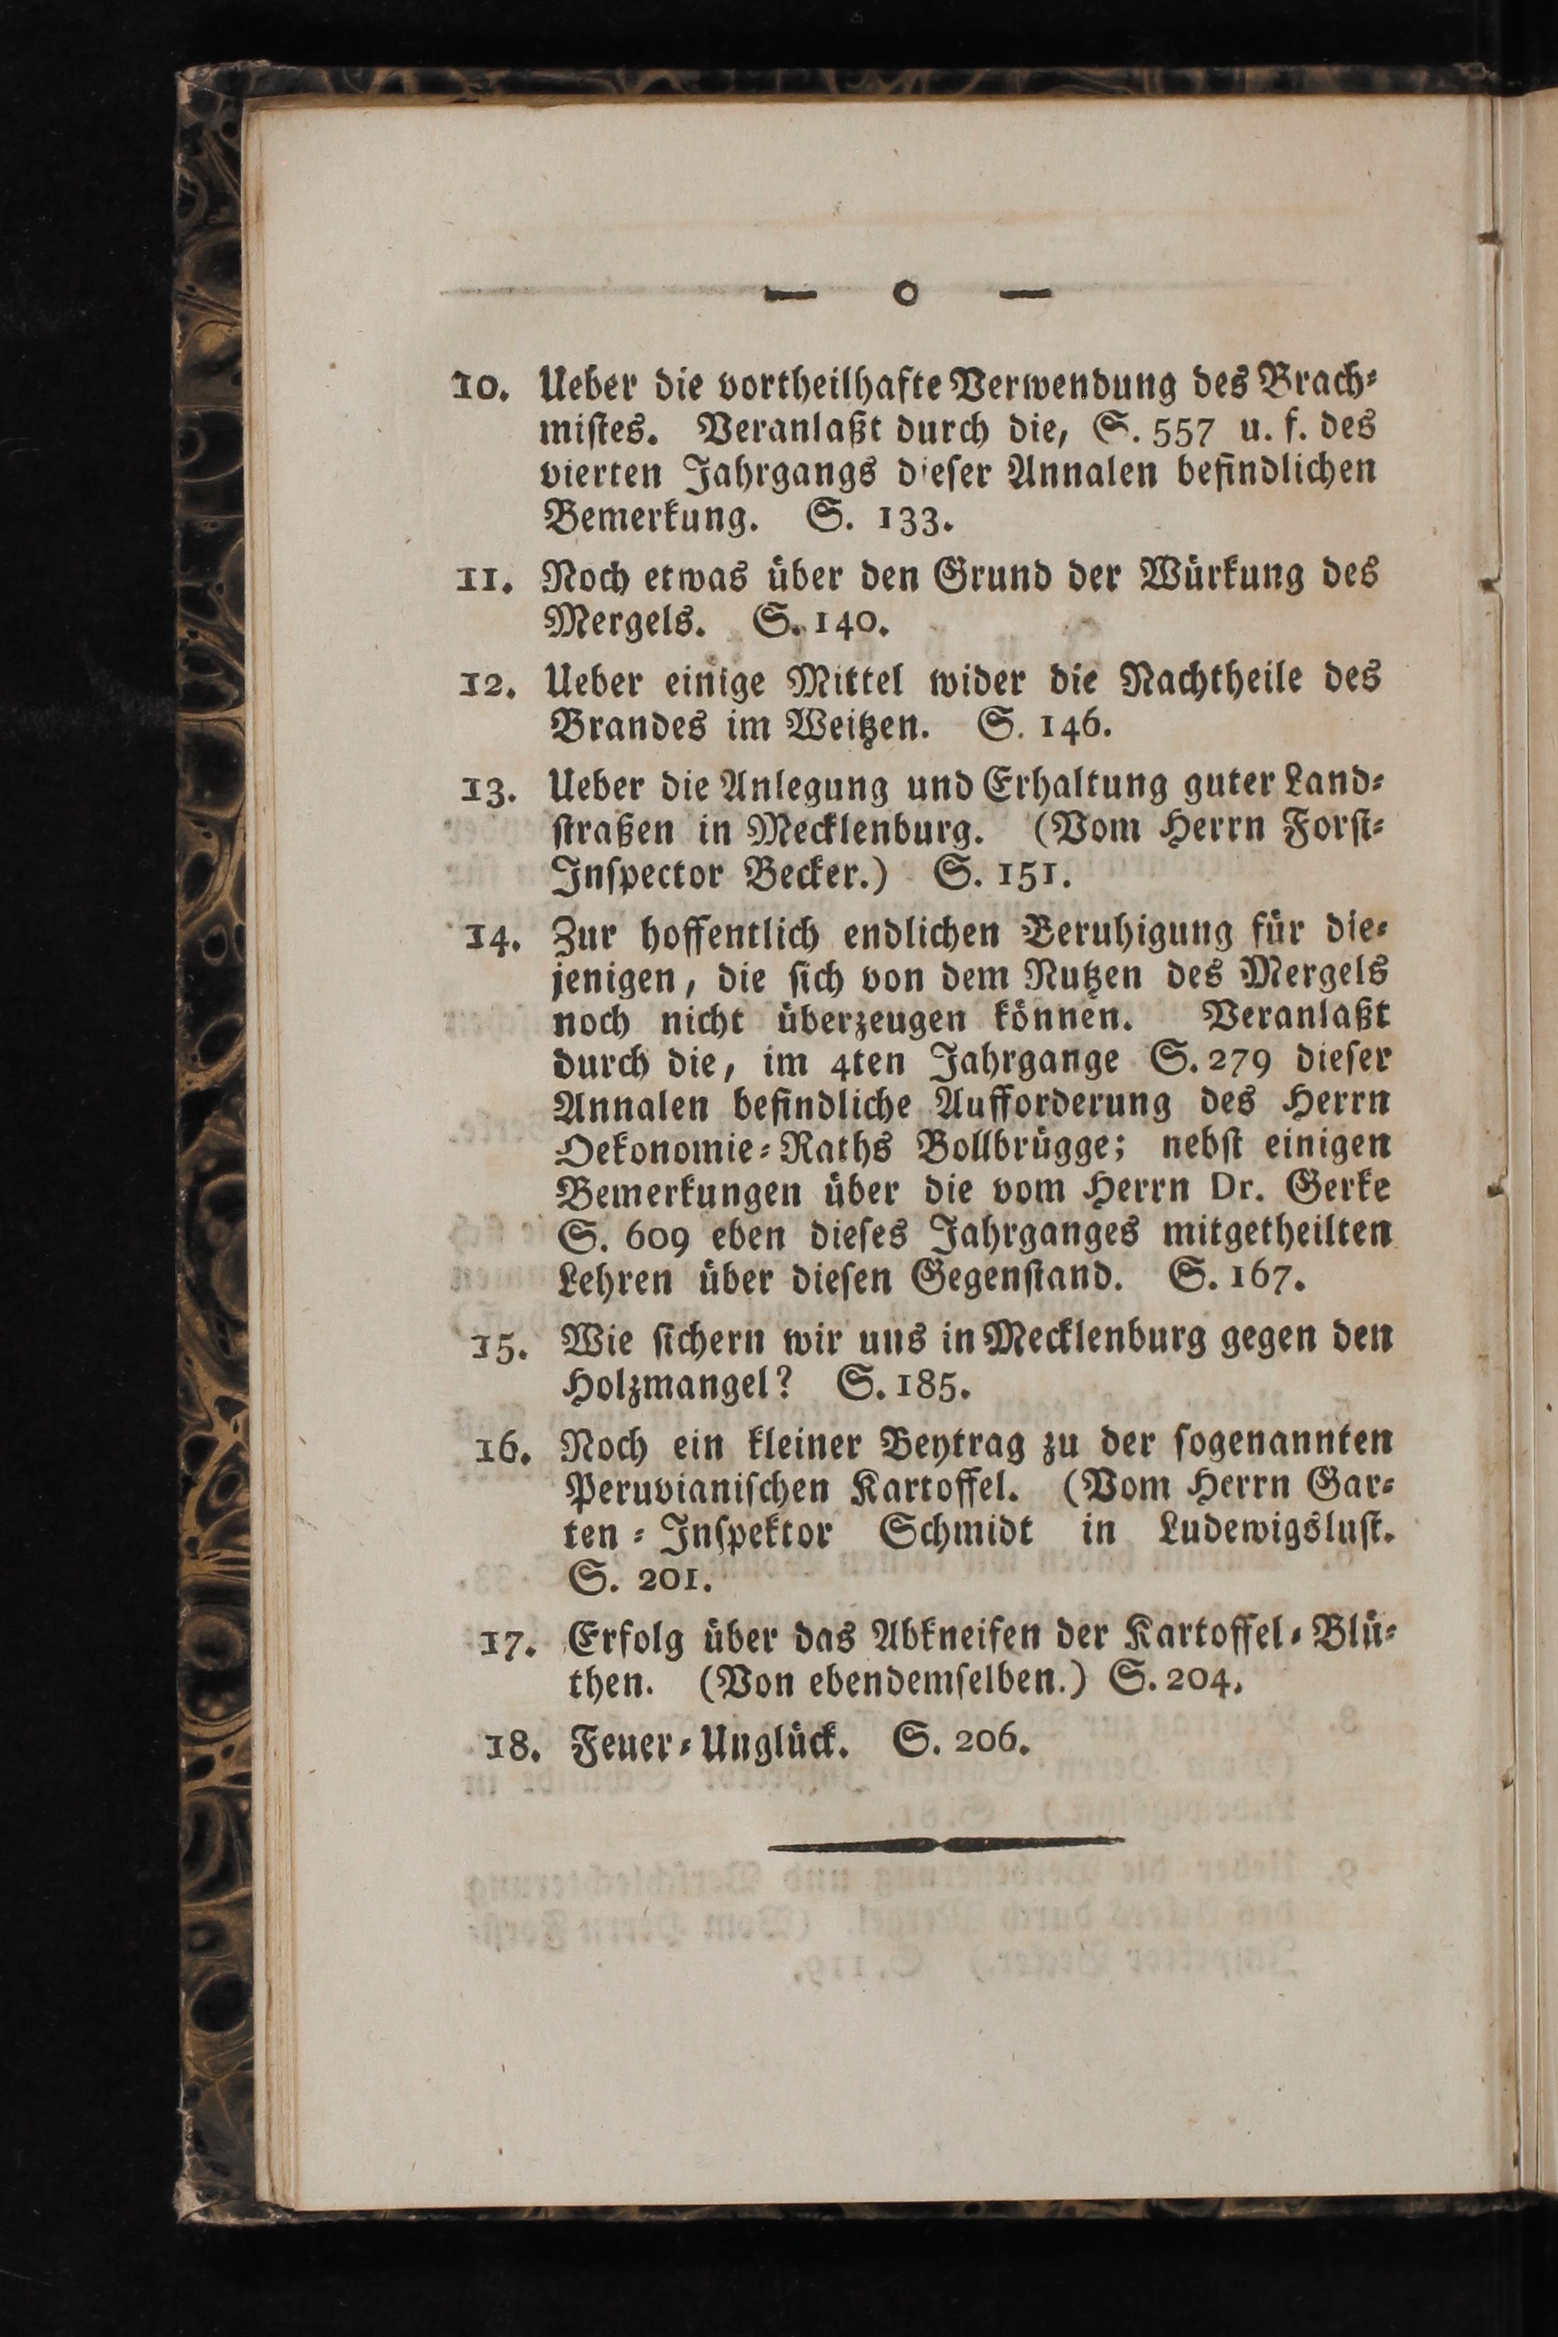 — o —
10. Ueber die vortheilhafte Verwendung des Brach⸗
miſtes. Veranlaßt durch die, S. 557 u. f. des
vierten Jahrgangs dieſer Annalen befindlichen
Bemerkung. S. 133.
11. Noch etwas über den Grund der Würkung des
Mergels. S. 140.
12. Ueber einige Mittel wider die Nachtheile des
Brandes im Weitzen. S. 146.
13. Ueber die Anlegung und Erhaltung guter Land⸗
ſtraßen in Mecklenburg. (Vom Herrn Forſt⸗
Inſpector Becker.) S. 151.
14. Zur hoffentlich endlichen Beruhigung für die⸗
jenigen, die ſich von dem Nutzen des Mergels
noch nicht überzeugen können. Veranlaßt
durch die, im 4ten Jahrgange S. 279 dieſer
Annalen befindliche Aufforderung des Herrn
Oekonomie⸗Raths Bollbrügge; nebſt einigen
Bemerkungen über die vom Herrn Dr. Gerke
S. 609 eben dieſes Jahrganges mitgetheilten
Lehren über dieſen Gegenſtand. S. 167.
15. Wie ſichern wir uns in Mecklenburg gegen den
Holzmangel? S. 185.
16. Noch ein kleiner Beytrag zu der ſogenannten
Peruvianiſchen Kartoffel. (Vom Herrn Gar⸗
ten⸗Inſpektor Schmidt in Ludewigsluſt.
S. 201.
17. Erfolg über das Abkneifen der Kartoffel⸗Blü⸗
then. (Von ebendemſelben.) S. 204.
18. Feuer⸗Unglück. S. 206.